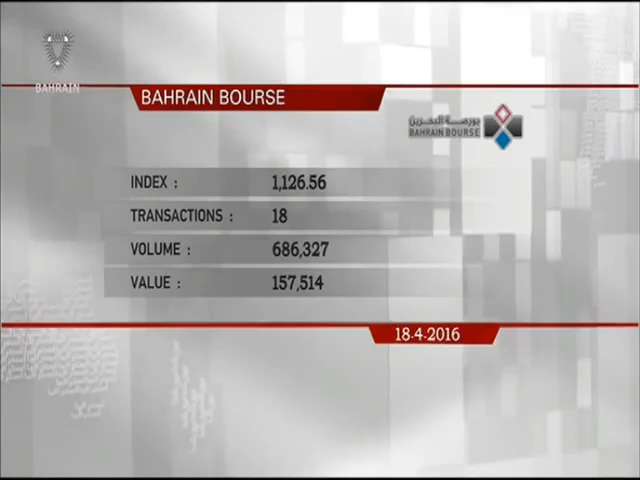 BAHRAIN
BAHRAIN BOURSE
بورصة البحرين
BAHRAIN BOURSE
INDEX : 1,126.56
TRANSACTIONS : 18
VOLUME : 686,327
VALUE : 157,514
18-4-2016